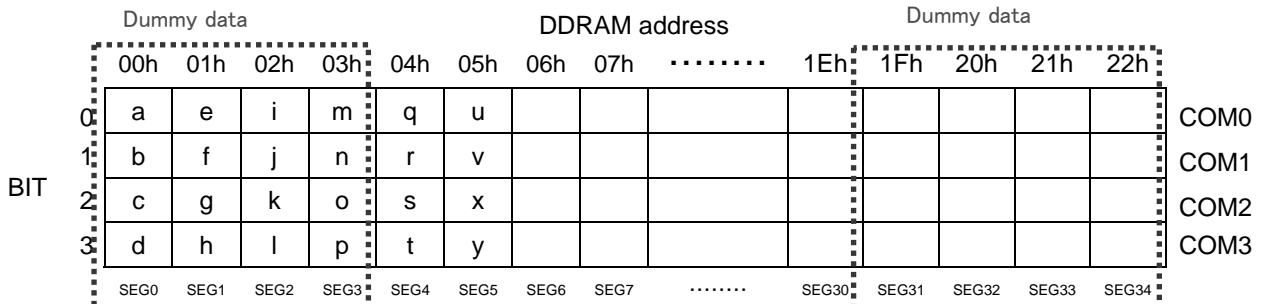 Dummy data DDRAM address Dummy data
00h 01h 02h 03h 04h 05h 06h 07h ········ 1Eh 1Fh 20h 21h 22h
0 a e i m q u COM0
1 b f j n r v COM1
BIT
2 c g k o s x COM2
3 d h l p t y COM3
SEG0 SEG1 SEG2 SEG3 SEG4 SEG5 SEG6 SEG7 ········ SEG30 SEG31 SEG32 SEG33 SEG34